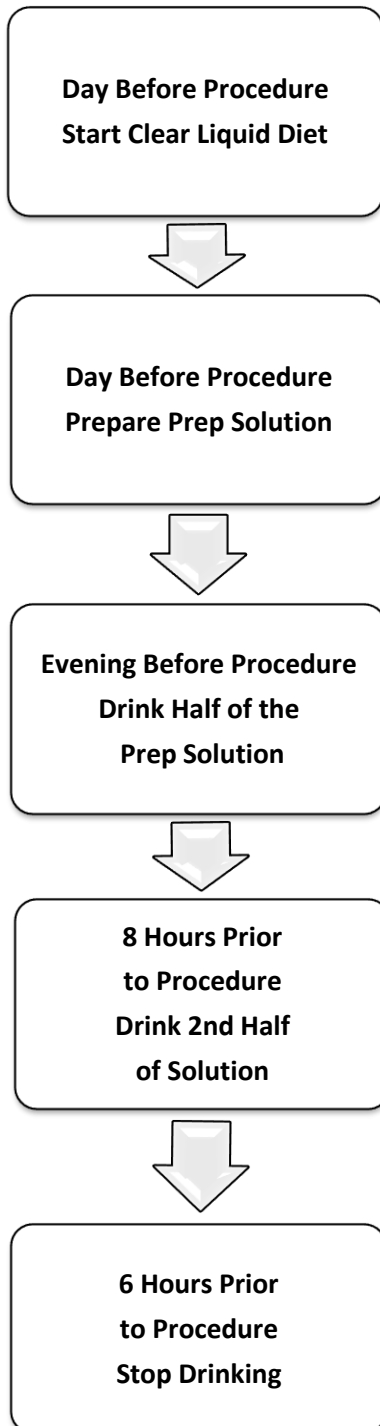 Day Before Procedure
Start Clear Liquid Diet
Day Before Procedure
Prepare Prep Solution
Evening Before Procedure
Drink Half of the
Prep Solution
8 Hours Prior
to Procedure
Drink 2nd Half
of Solution
6 Hours Prior
to Procedure
Stop Drinking